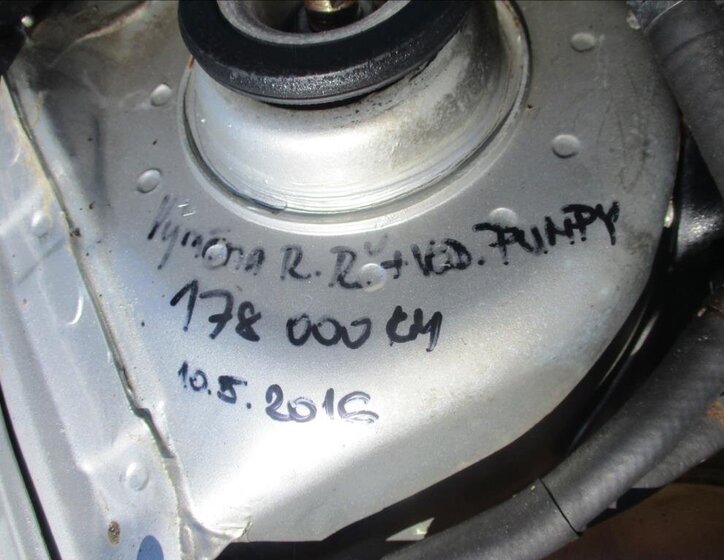 Výměna R.Ř. + VOD. PUMPY
178 000 KM
10.5.2016